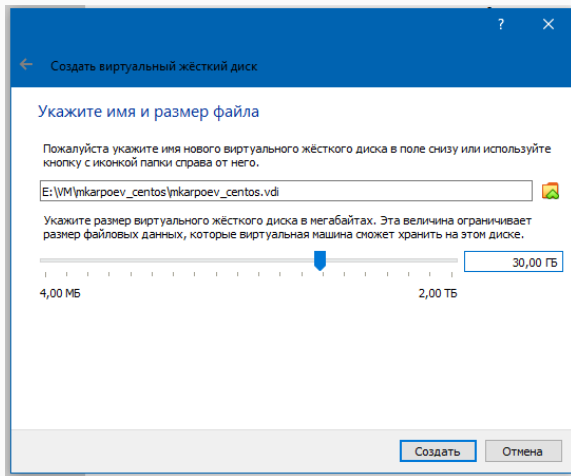 ?
Создать виртуальный жёсткий диск
Укажите имя и размер файла
Пожалуйста укажите имя нового виртуального жёсткого диска в поле снизу или используйте
кнопку с иконкой папки справа от него.
E:\VM\mkarpoev_centos\mkarpoev_centos.vdi
Укажите размер виртуального жёсткого диска в мегабайтах. Эта величина ограничивает
размер файловых данных, которые виртуальная машина сможет хранить на этом диске.
30,00 ГБ
4,00 МБ
2,00 ТБ
Создать
Отмена